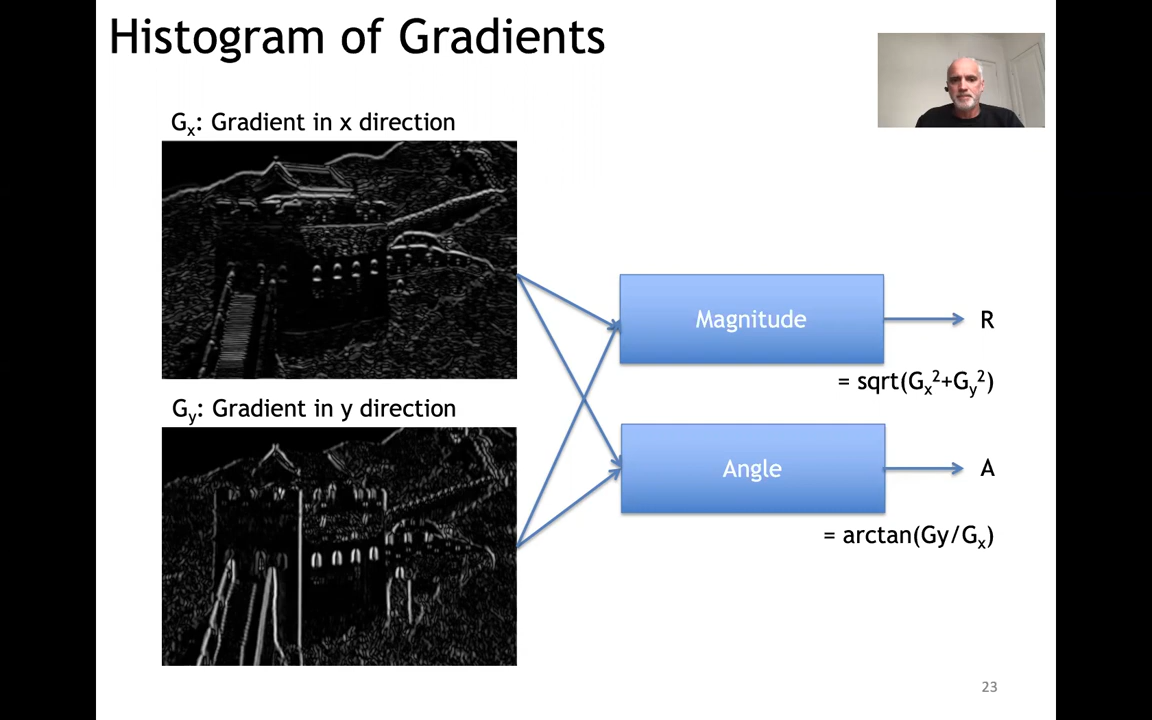 Histogram of Gradients
Gx: Gradient in x direction
Magnitude
R
= sqrt(Gx²+Gy²)
Gy: Gradient in y direction
Angle
A
= arctan(Gy/Gx)
23